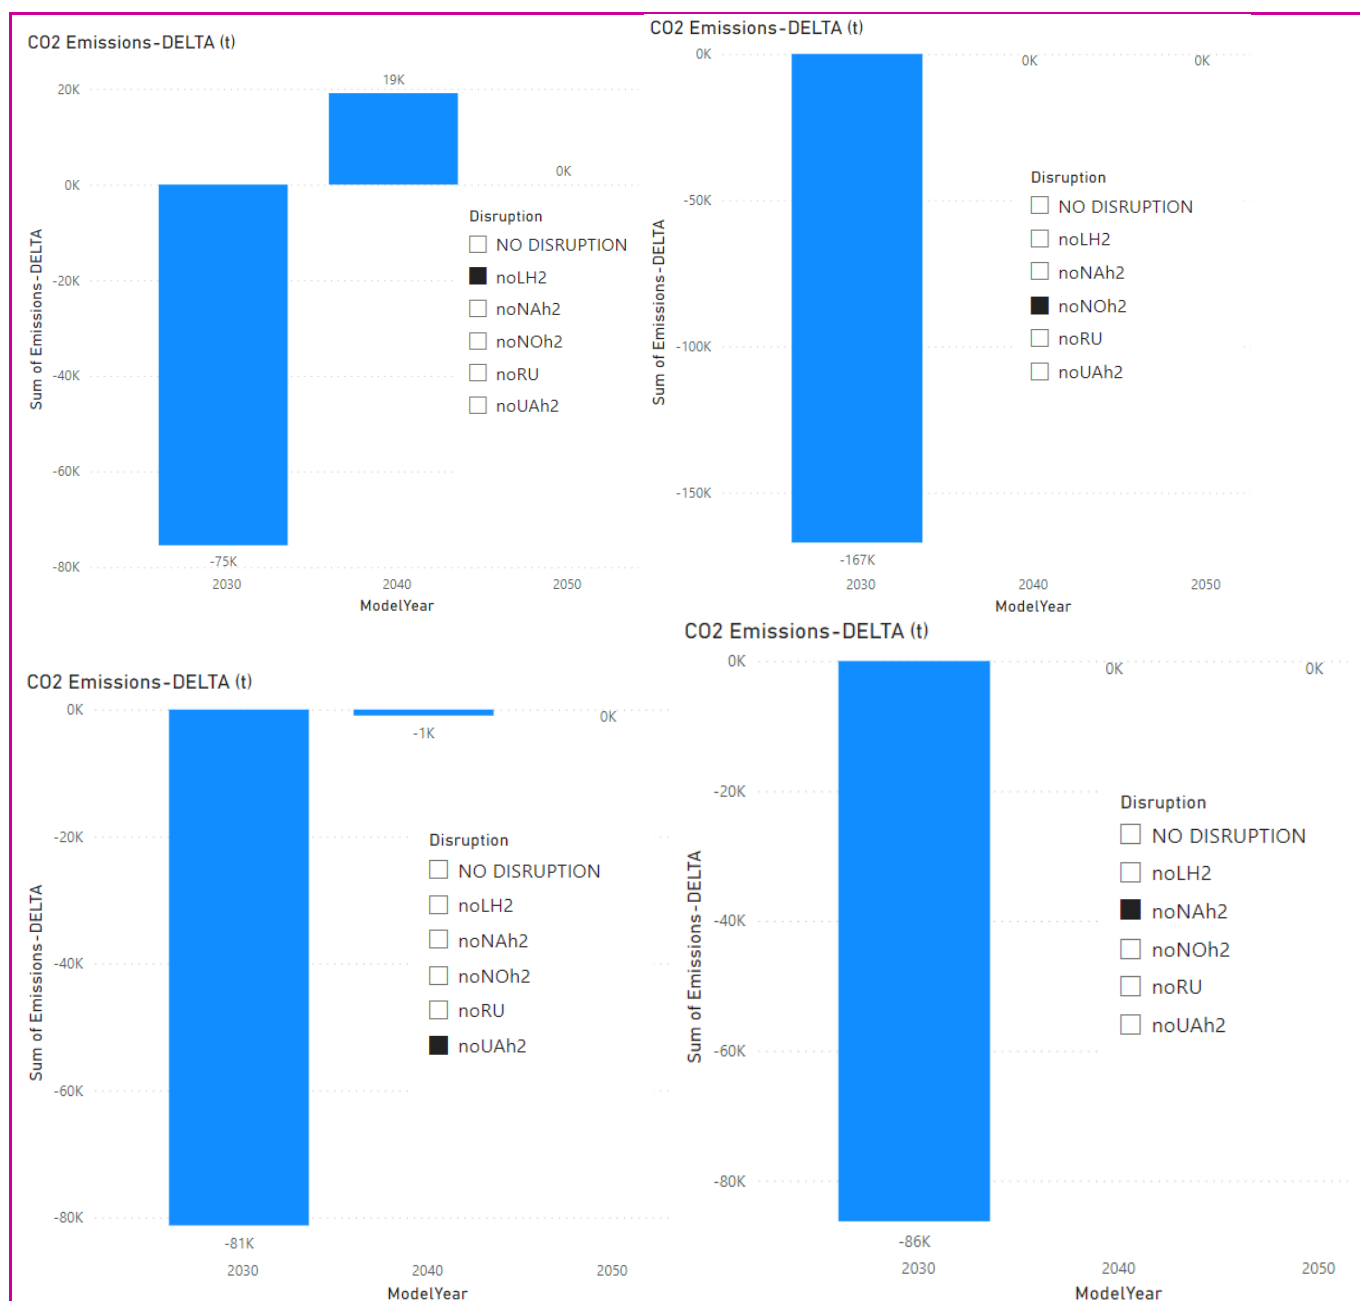 CO2 Emissions-DELTA (t)
19K
20K
0K
0K
-20K
-40K
-60K
-80K
-75K
Sum of Emissions-DELTA
Disruption
NO DISRUPTION
noLH2
noNAh2
noNOh2
noRU
noUAh2
2030 2040 2050
ModelYear
CO2 Emissions-DELTA (t)
0K
0K 0K
-50K
-100K
-150K
-167K
Sum of Emissions-DELTA
Disruption
NO DISRUPTION
noLH2
noNAh2
noNOh2
noRU
noUAh2
2030 2040 2050
ModelYear
CO2 Emissions-DELTA (t)
0K
-1K
0K
-20K
-40K
-60K
-80K
-81K
Sum of Emissions-DELTA
Disruption
NO DISRUPTION
noLH2
noNAh2
noNOh2
noRU
noUAh2
2030 2040 2050
ModelYear
CO2 Emissions-DELTA (t)
0K
0K 0K
-20K
-40K
-60K
-80K
-86K
Sum of Emissions-DELTA
Disruption
NO DISRUPTION
noLH2
noNAh2
noNOh2
noRU
noUAh2
2030 2040 2050
ModelYear